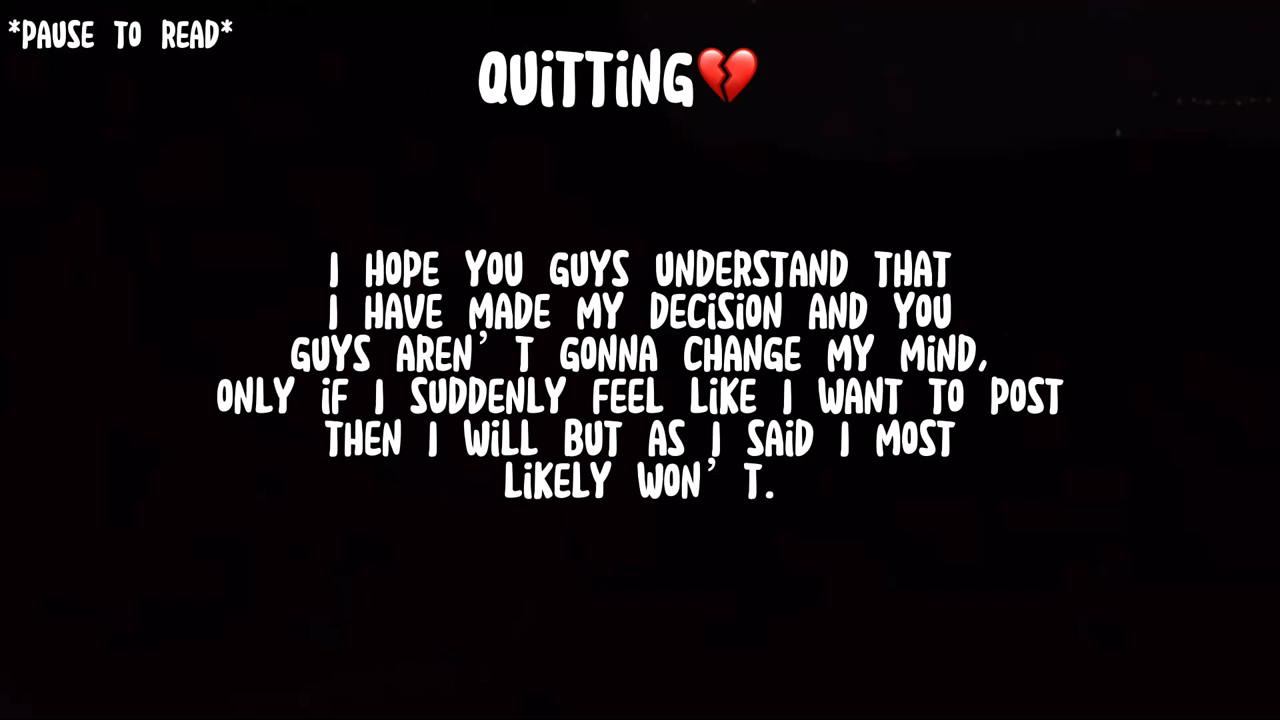 *PAUSE TO READ*
QUiTTiNG💔
I HOPE YOU GUYS UNDERSTAND THAT
I HAVE MADE MY DECiSiON AND YOU
GUYS AREN’T GONNA CHANGE MY MiND,
ONLY iF I SUDDENLY FEEL LiKE I WANT TO POST
THEN I WiLL BUT AS I SAiD I MOST
LiKELY WON’T.